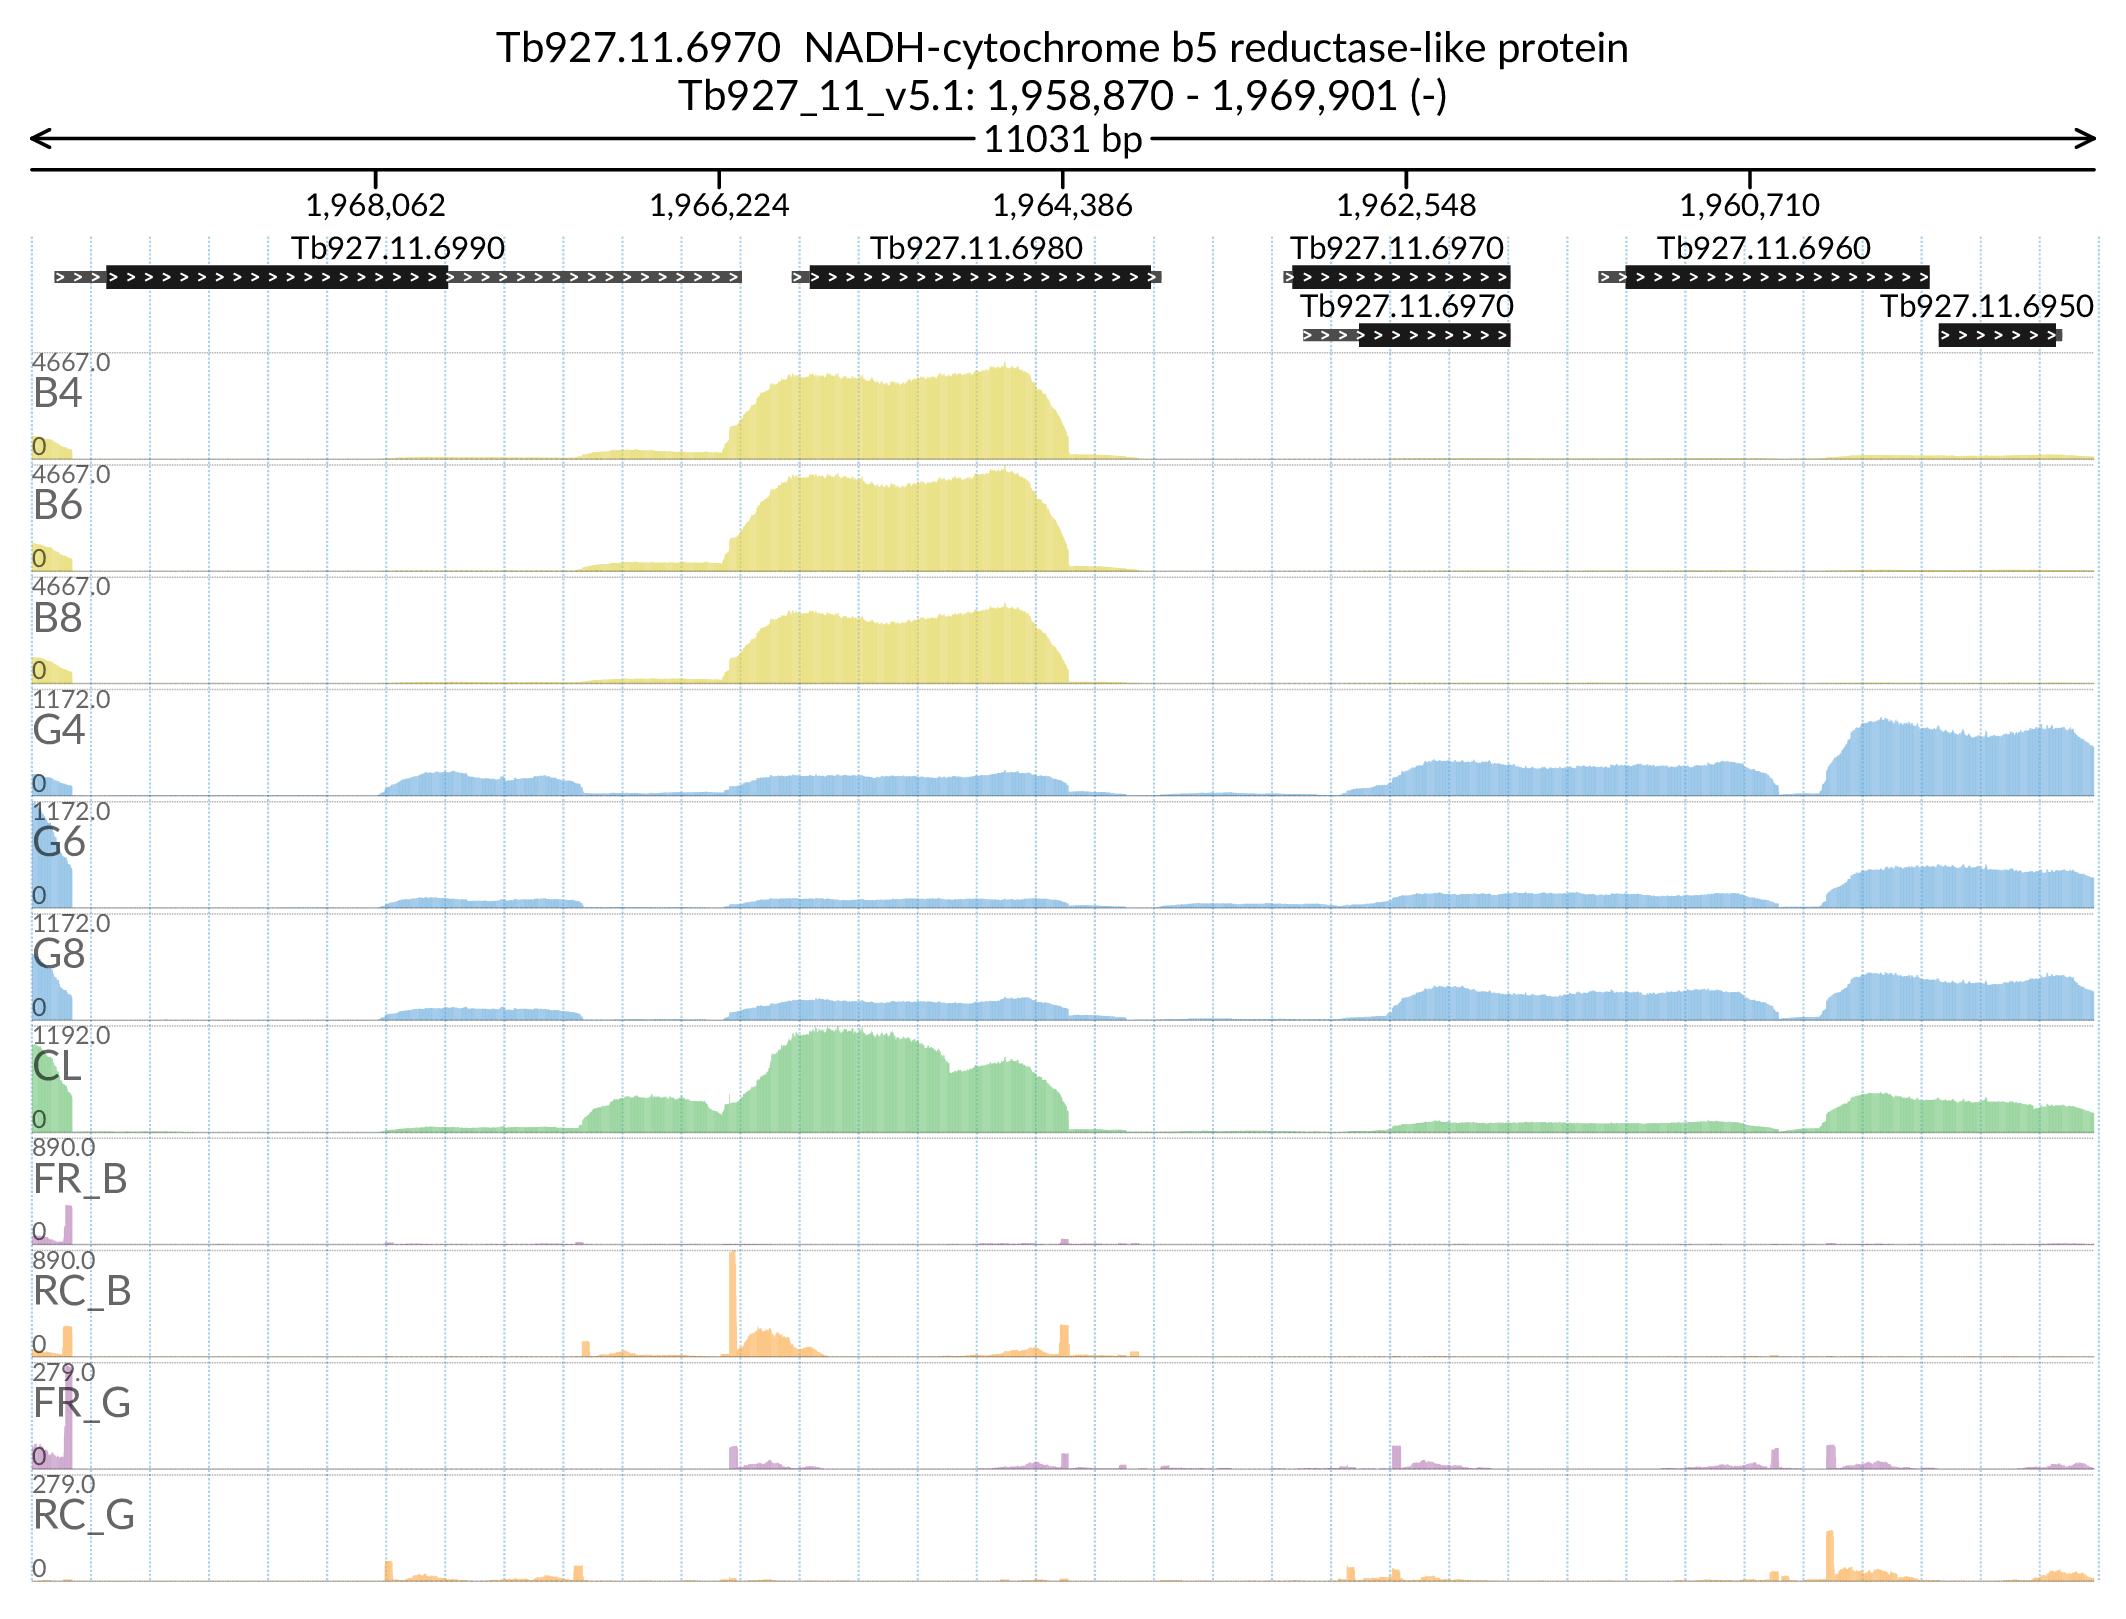 Tb927.11.6970  NADH-cytochrome b5 reductase-like protein
Tb927_11_v5.1: 1,958,870 - 1,969,901 (-)
11031 bp
1,968,062 1,966,224 1,964,386 1,962,548 1,960,710
Tb927.11.6990 Tb927.11.6980 Tb927.11.6970 Tb927.11.6960
Tb927.11.6970 Tb927.11.6950
4667.0
B4
0
4667.0
B6
0
4667.0
B8
0
1172.0
G4
0
1172.0
G6
0
1172.0
G8
0
1192.0
CL
0
890.0
FR_B
0
890.0
RC_B
0
279.0
FR_G
0
279.0
RC_G
0